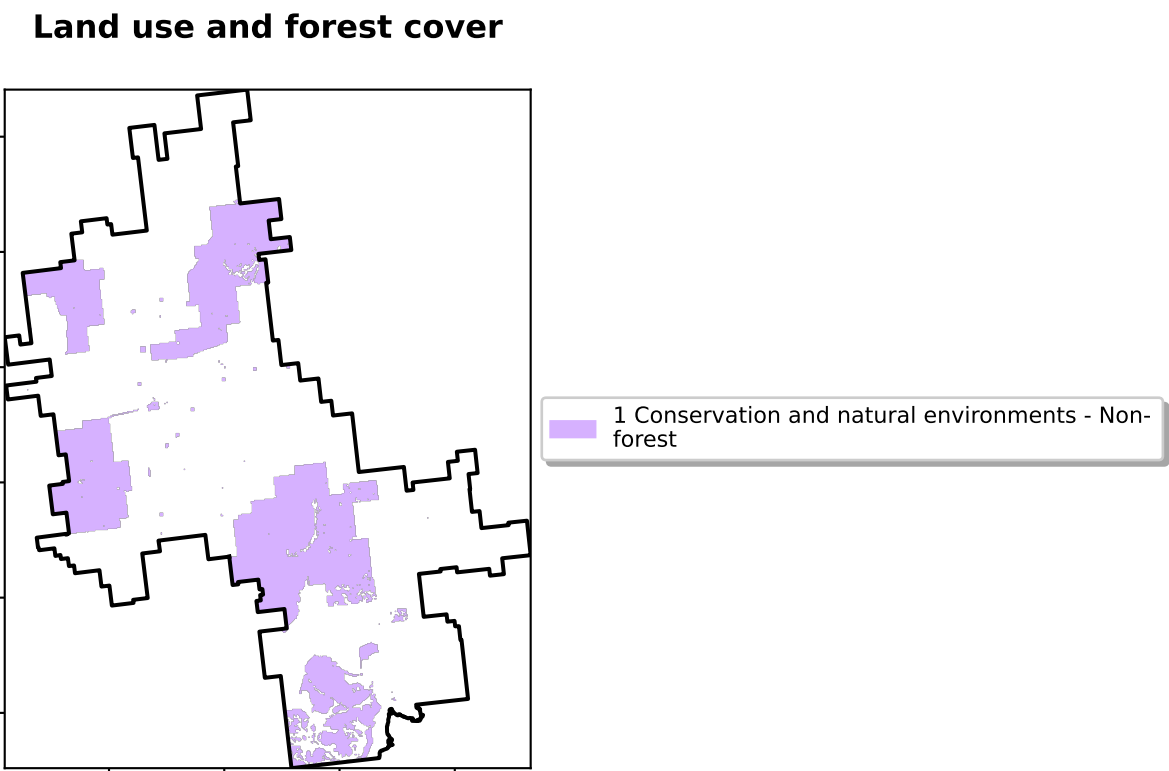 Land use and forest cover
1 Conservation and natural environments - Non-
forest